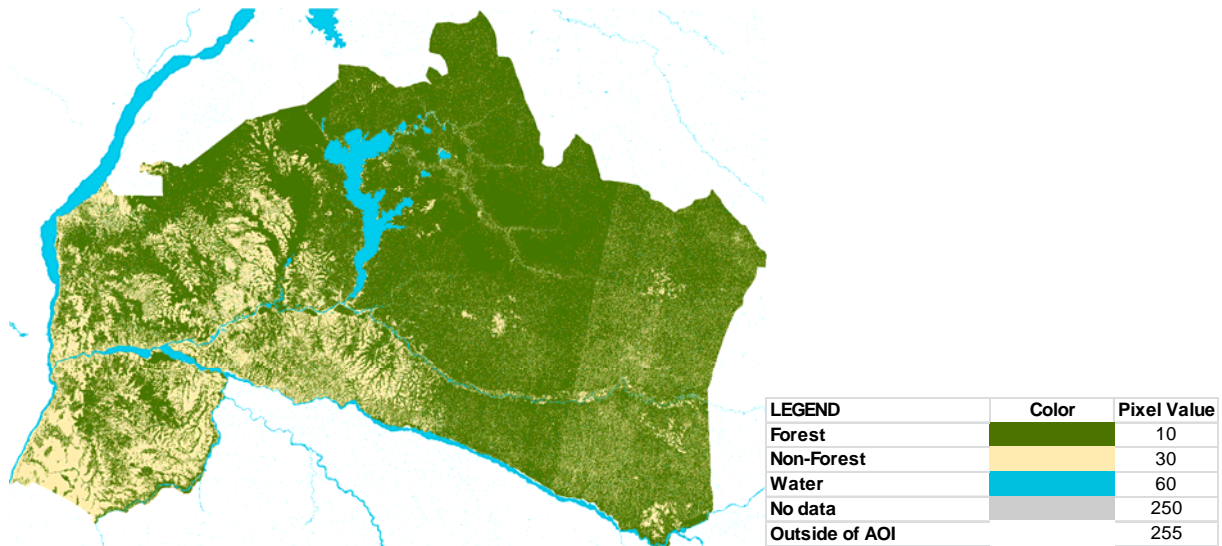 LEGEND Color Pixel Value
Forest 10
Non-Forest 30
Water 60
No data 250
Outside of AOI 255